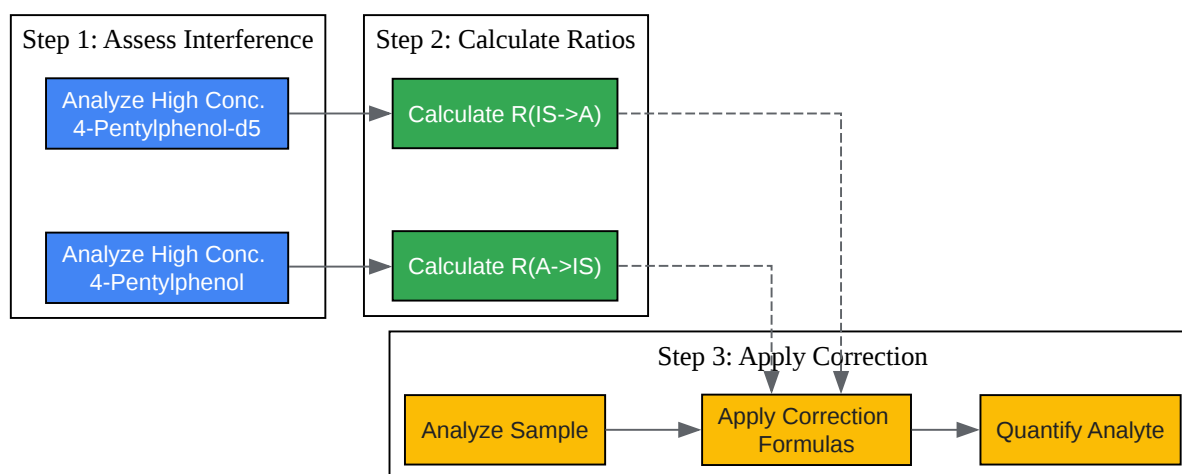 Step 1: Assess Interference
Analyze High Conc.
4-Pentylphenol-d5
Analyze High Conc.
4-Pentylphenol
Step 2: Calculate Ratios
Calculate R(IS->A)
Calculate R(A->IS)
Step 3: Apply Correction
Analyze Sample
Apply Correction
Formulas
Quantify Analyte